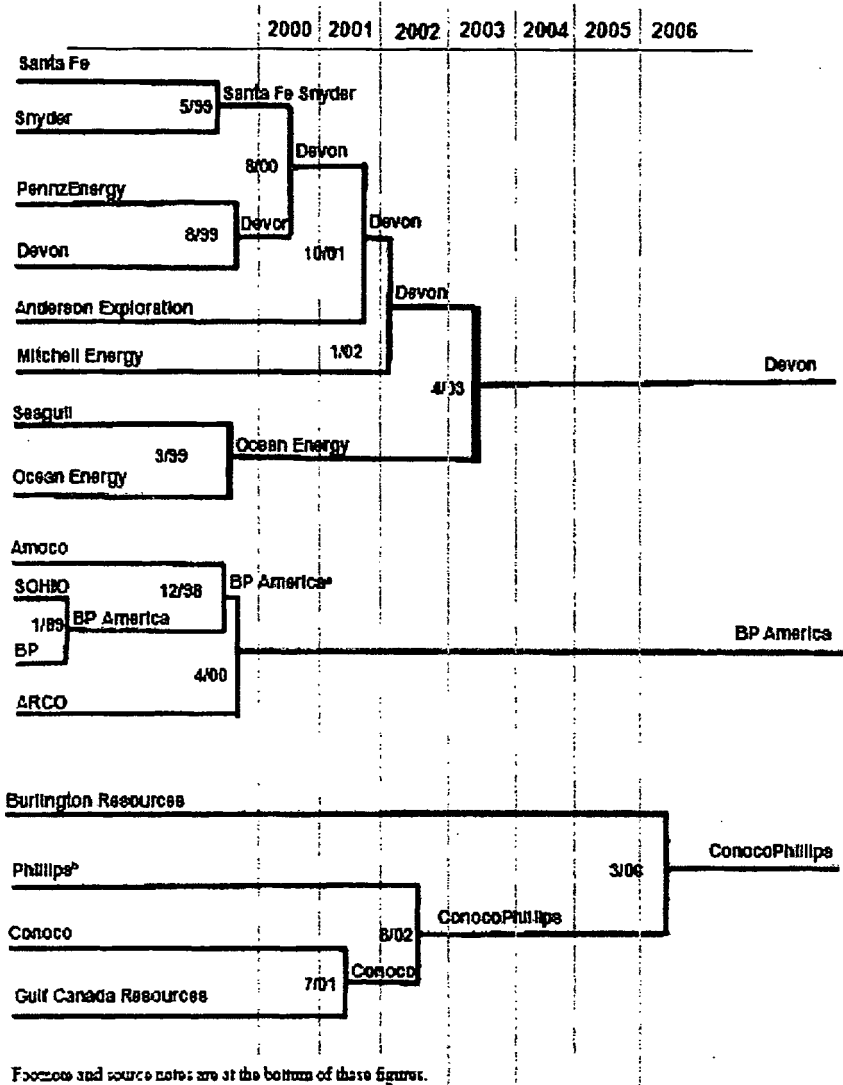 2000 2001 2002 2003 2004 2005 2006
Santa Fe
Santa Fe Snyder
5/99
Snyder
Devon
8/00
PennzEnergy
Devon
Devon
8/99
10/01
Devon
Devon
Anderson Exploration
1/02
Mitchell Energy
Devon
4/03
Seagull
Ocean Energy
3/99
Ocean Energy
Amoco
12/98
BP Americaᵃ
SOHIO
1/89
BP America
BP America
BP
4/00
ARCO
Burlington Resources
ConocoPhillips
3/06
Phillipsᵇ
ConocoPhillips
8/02
Conoco
Conoco
7/01
Gulf Canada Resources
Footnote and source notes are at the bottom of these figures.